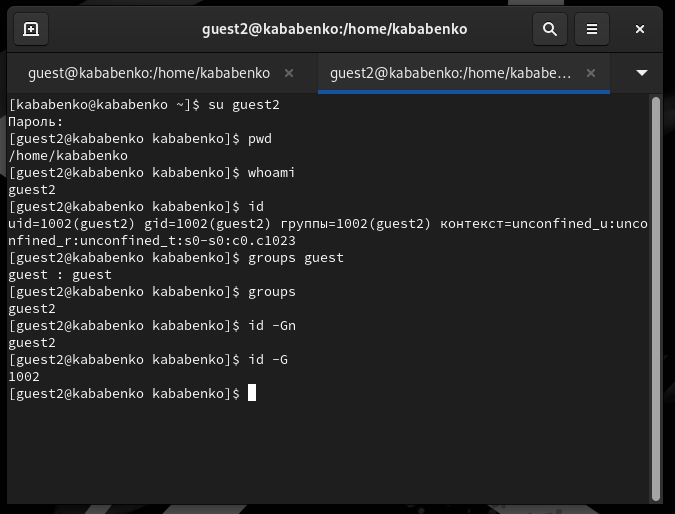 guest2@kababenko:/home/kababenko
guest@kababenko:/home/kababenko
guest2@kababenko:/home/kababe...
[kababenko@kababenko ~]$ su guest2
Пароль:
[guest2@kababenko kababenko]$ pwd
/home/kababenko
[guest2@kababenko kababenko]$ whoami
guest2
[guest2@kababenko kababenko]$ id
uid=1002(guest2) gid=1002(guest2) группы=1002(guest2) контекст=unconfined_u:unco
nfined_r:unconfined_t:s0-s0:c0.c1023
[guest2@kababenko kababenko]$ groups guest
guest : guest
[guest2@kababenko kababenko]$ groups
guest2
[guest2@kababenko kababenko]$ id -Gn
guest2
[guest2@kababenko kababenko]$ id -G
1002
[guest2@kababenko kababenko]$